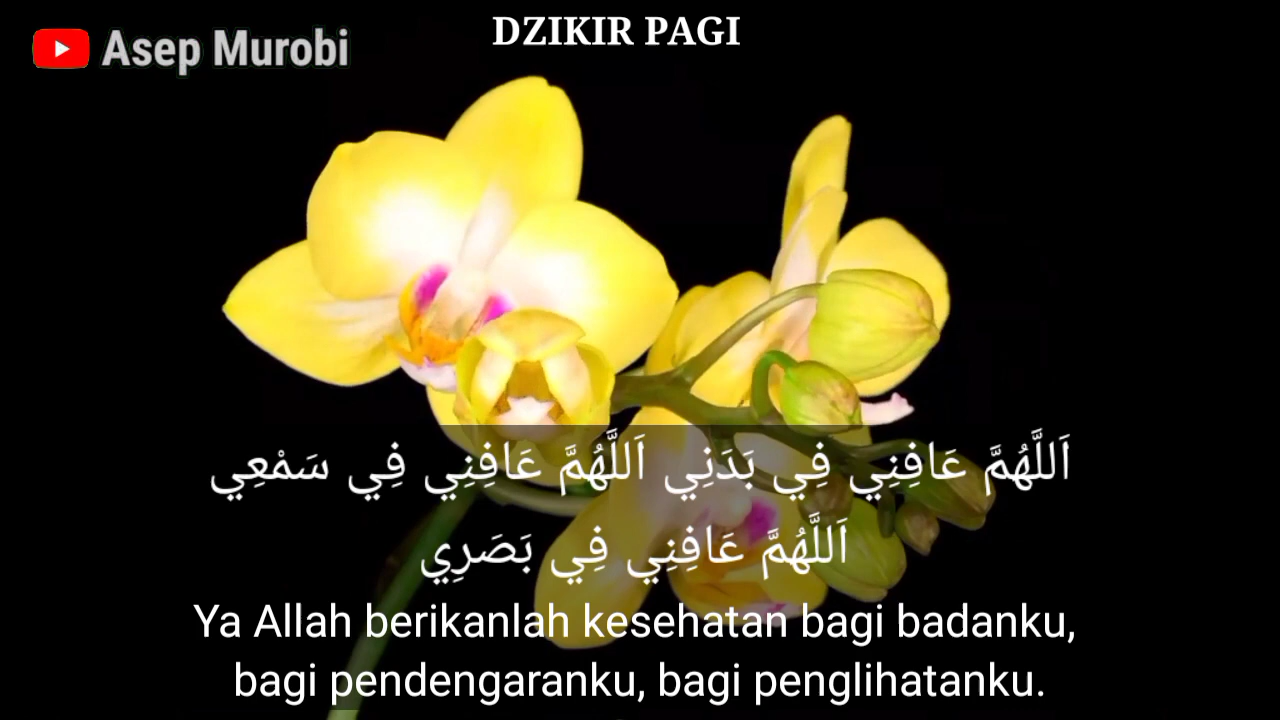 DZIKIR PAGI
Asep Murobi
اَللَّهُمَّ عَافِنِي فِي بَدَنِي اَللَّهُمَّ عَافِنِي فِي سَمْعِي
اَللَّهُمَّ عَافِنِي فِي بَصَرِي
Ya Allah berikanlah kesehatan bagi badanku,
bagi pendengaranku, bagi penglihatanku.